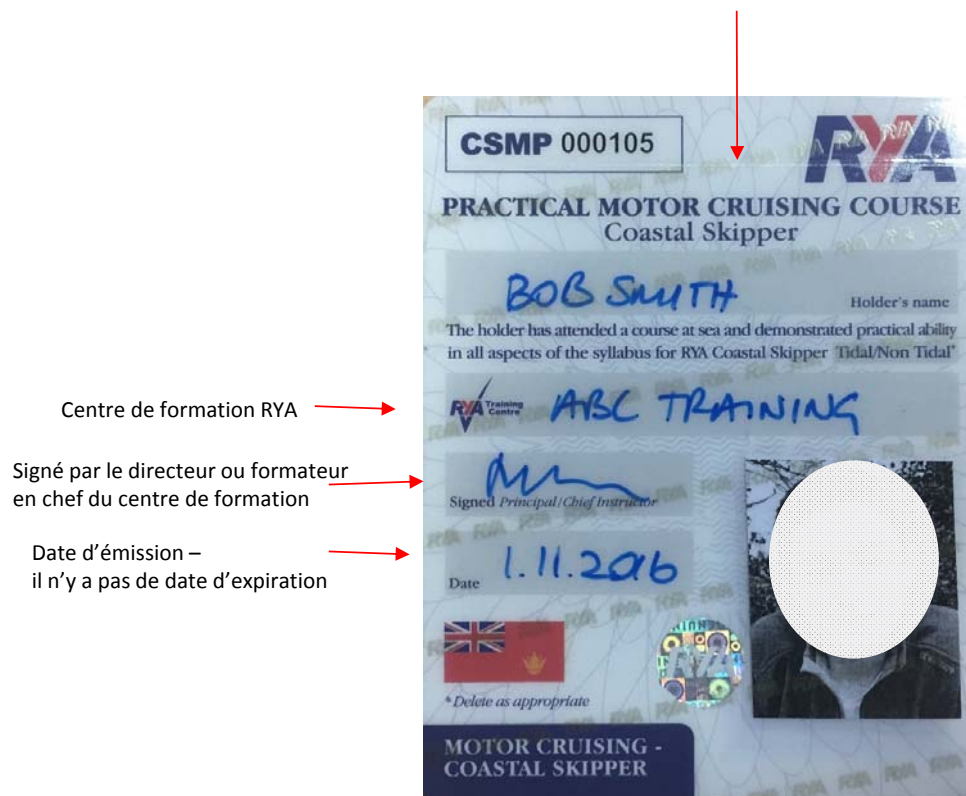 CSMP 000105
RYA
PRACTICAL MOTOR CRUISING COURSE
Coastal Skipper
BOB SMITH
Holder's name
The holder has attended a course at sea and demonstrated practical ability
in all aspects of the syllabus for RYA Coastal Skipper Tidal/Non Tidal*
Centre de formation RYA
RYA Training Centre
ABC TRAINING
Signé par le directeur ou formateur
en chef du centre de formation
Signed Principal/Chief Instructor
Date d'émission –
il n'y a pas de date d'expiration
Date 1.11.2016
RYA
*Delete as appropriate
MOTOR CRUISING -
COASTAL SKIPPER